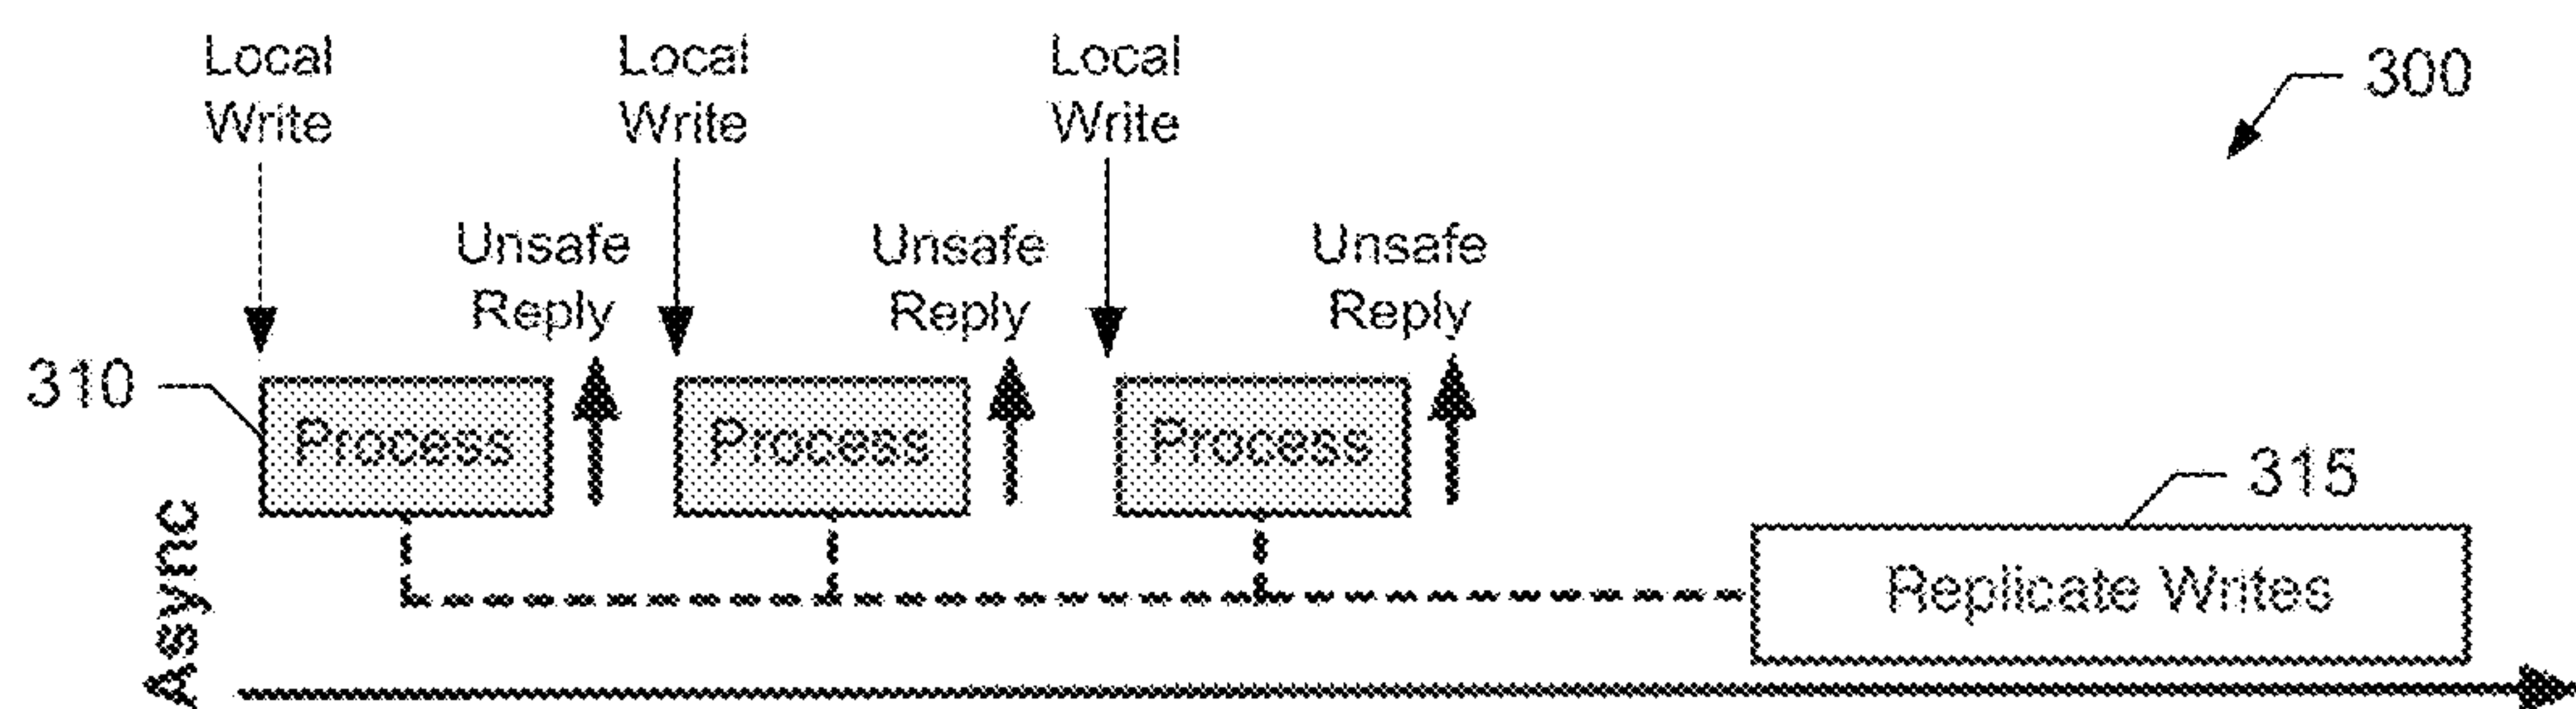 Local
Write
Local
Write
Local
Write
300
Unsafe
Reply
Unsafe
Reply
Unsafe
Reply
310
Process
Process
Process
315
Replicate Writes
Async